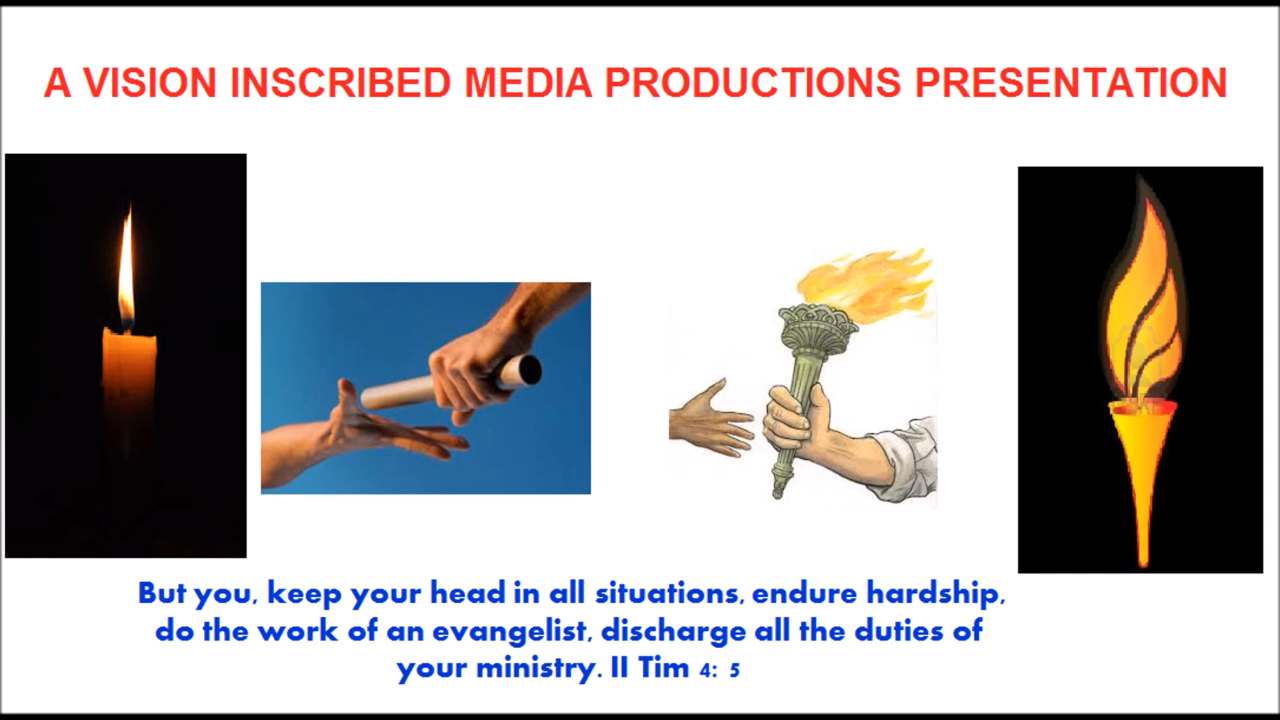 A VISION INSCRIBED MEDIA PRODUCTIONS PRESENTATION
But you, keep your head in all situations, endure hardship,
do the work of an evangelist, discharge all the duties of
your ministry. II Tim 4: 5